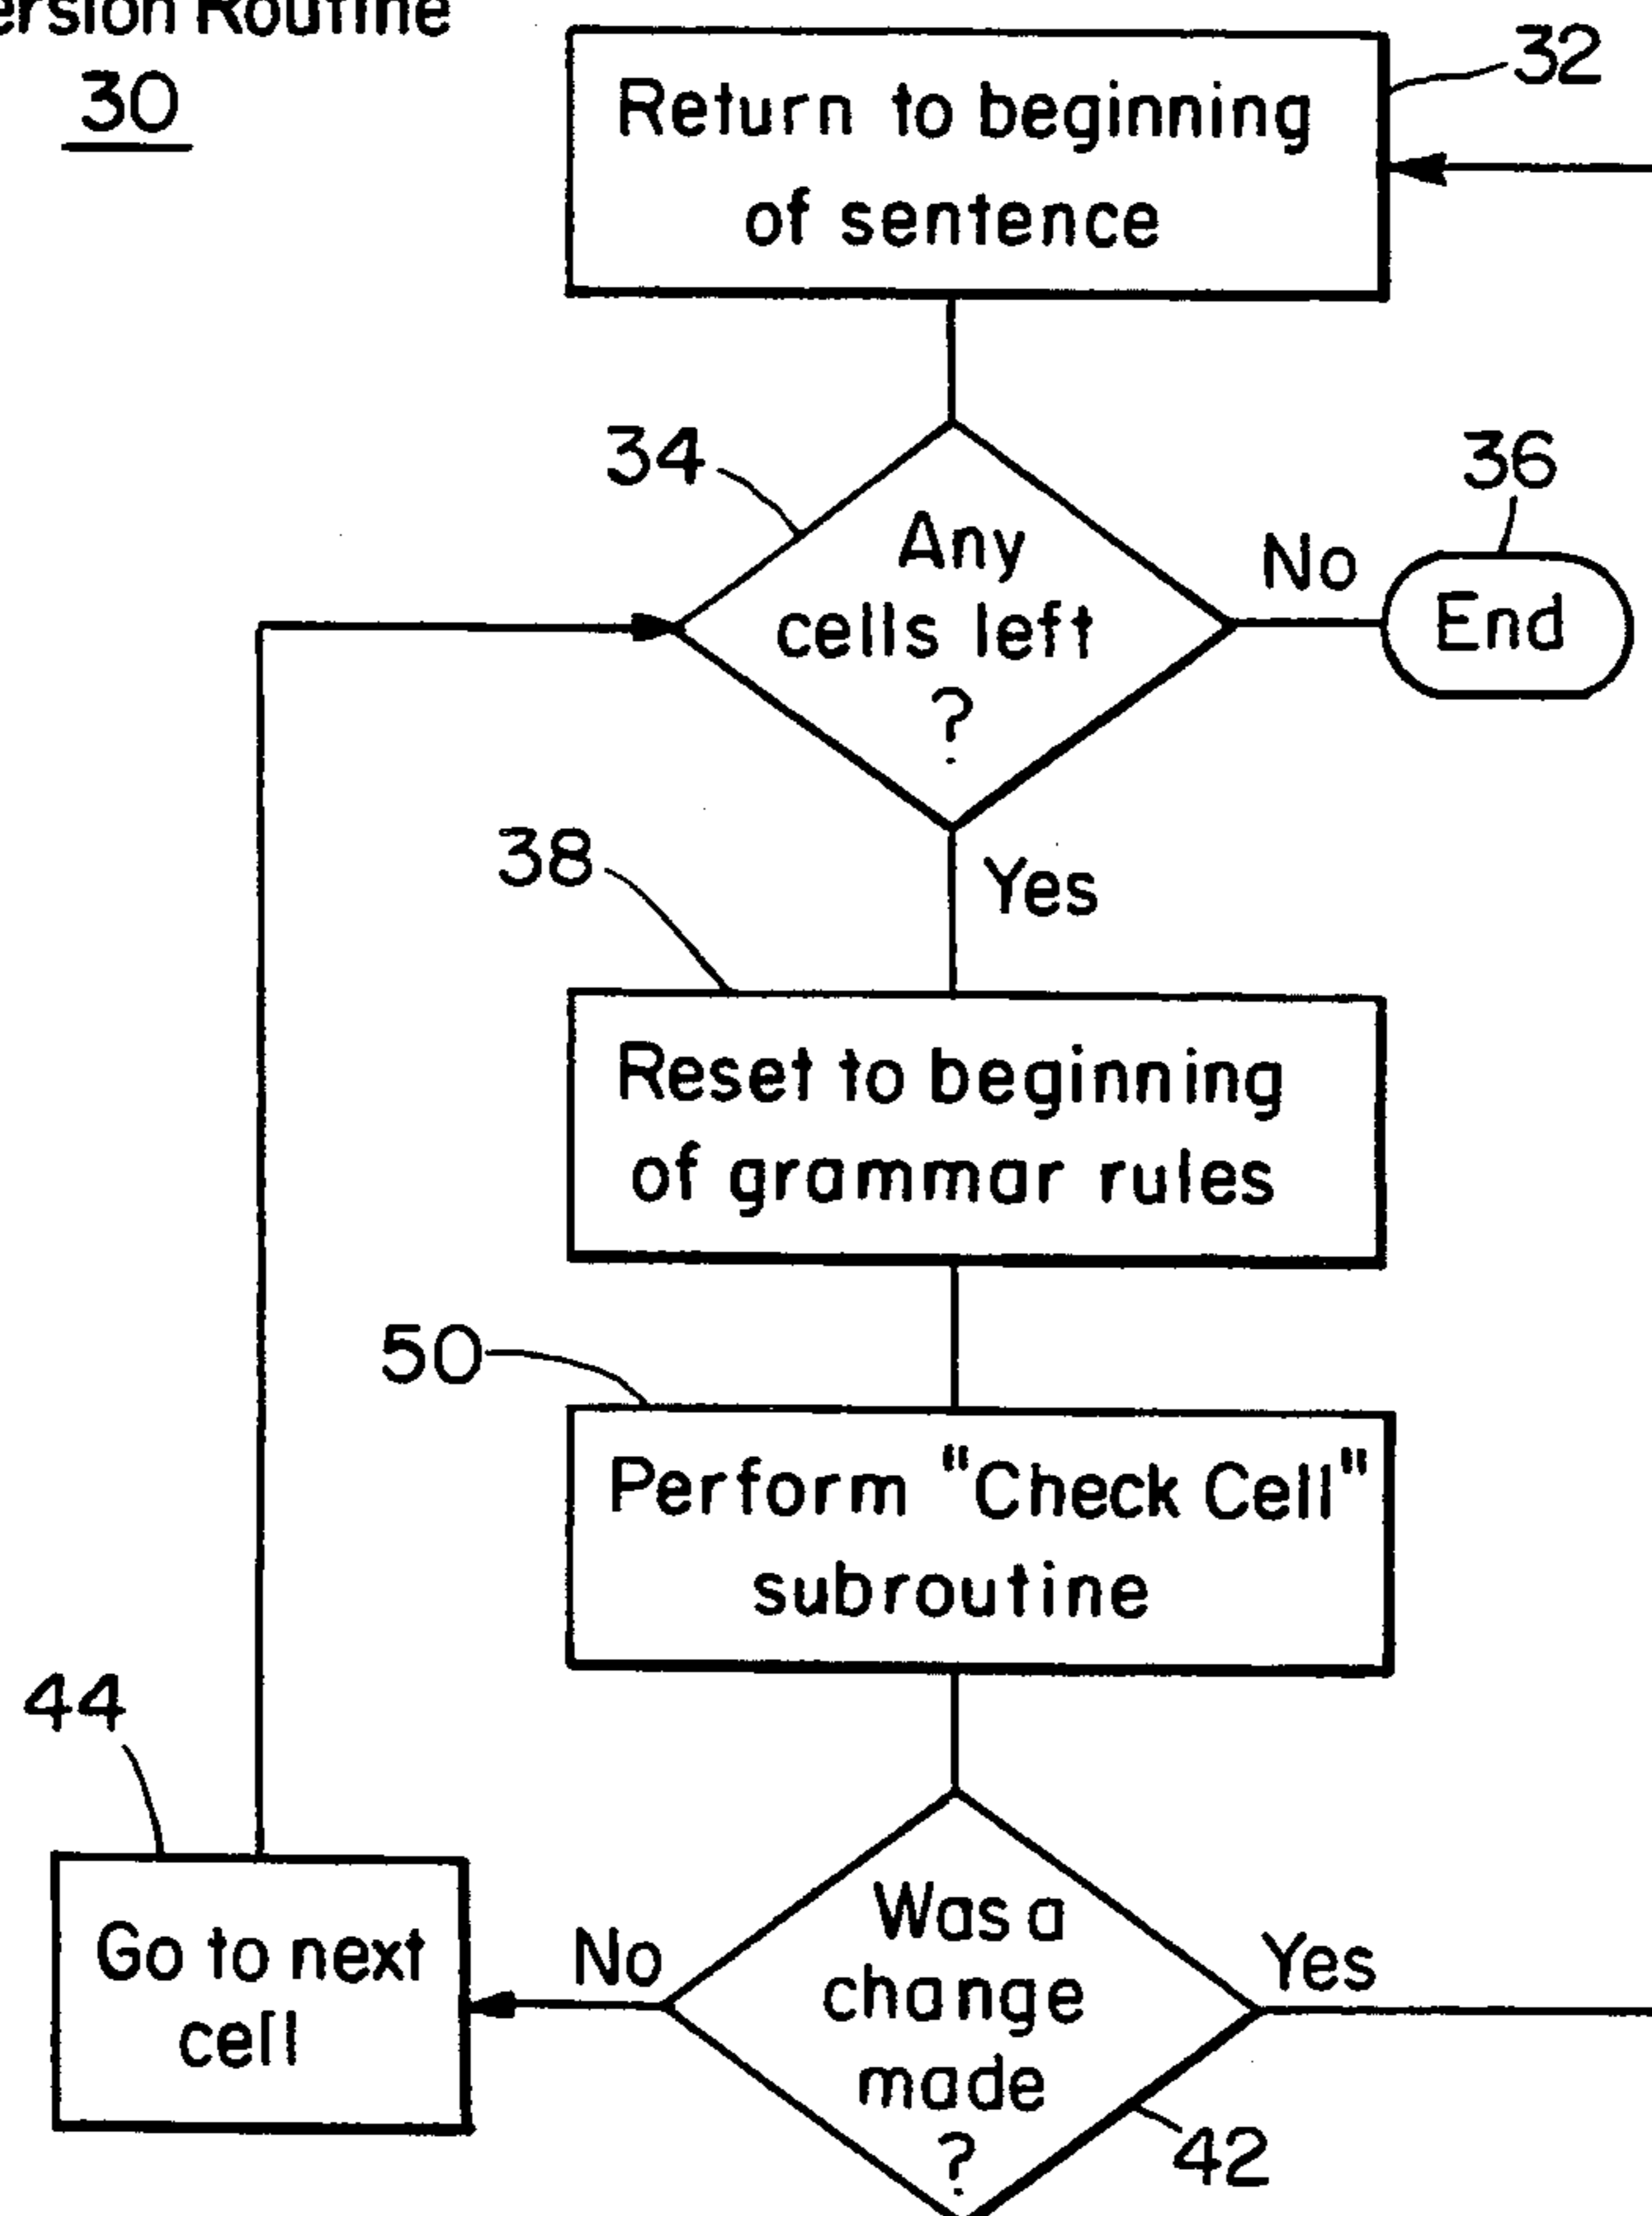 Routine
30
32
Return to beginning
of sentence
34
Any
cells left
?
No
36
End
38
Yes
Reset to beginning
of grammar rules
50
Perform "Check Cell"
subroutine
44
Go to next
cell
No
Was a
change
made
?
Yes
42